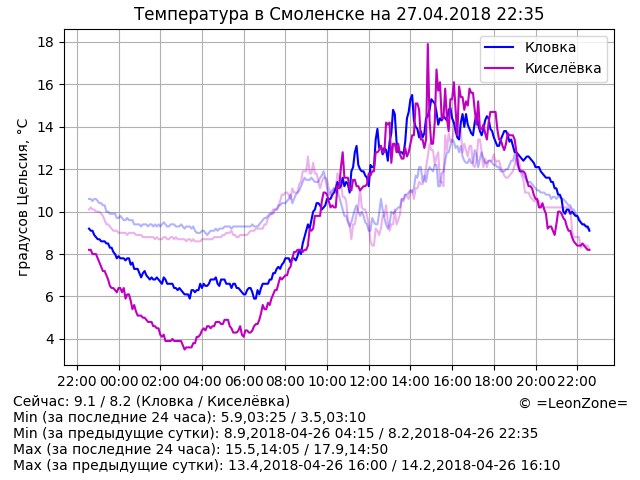 Температура в Смоленске на 27.04.2018 22:35
Кловка
Киселёвка
градусов Цельсия, °C
18
16
14
12
10
8
6
4
22:00 00:00 02:00 04:00 06:00 08:00 10:00 12:00 14:00 16:00 18:00 20:00 22:00
Сейчас: 9.1 / 8.2 (Кловка / Киселёвка)
© =LeonZone=
Min (за последние 24 часа): 5.9,03:25 / 3.5,03:10
Min (за предыдущие сутки): 8.9,2018-04-26 04:15 / 8.2,2018-04-26 22:35
Max (за последние 24 часа): 15.5,14:05 / 17.9,14:50
Max (за предыдущие сутки): 13.4,2018-04-26 16:00 / 14.2,2018-04-26 16:10